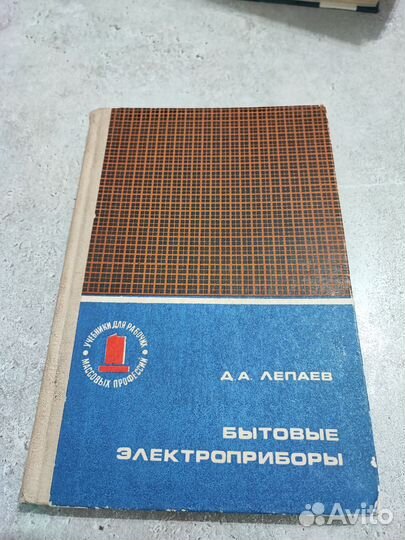 УЧЕБНИКИ ДЛЯ РАБОЧИХ
МАССОВЫХ ПРОФЕССИЙ
Д.А. ЛЕПАЕВ
БЫТОВЫЕ
ЭЛЕКТРОПРИБОРЫ
Avito